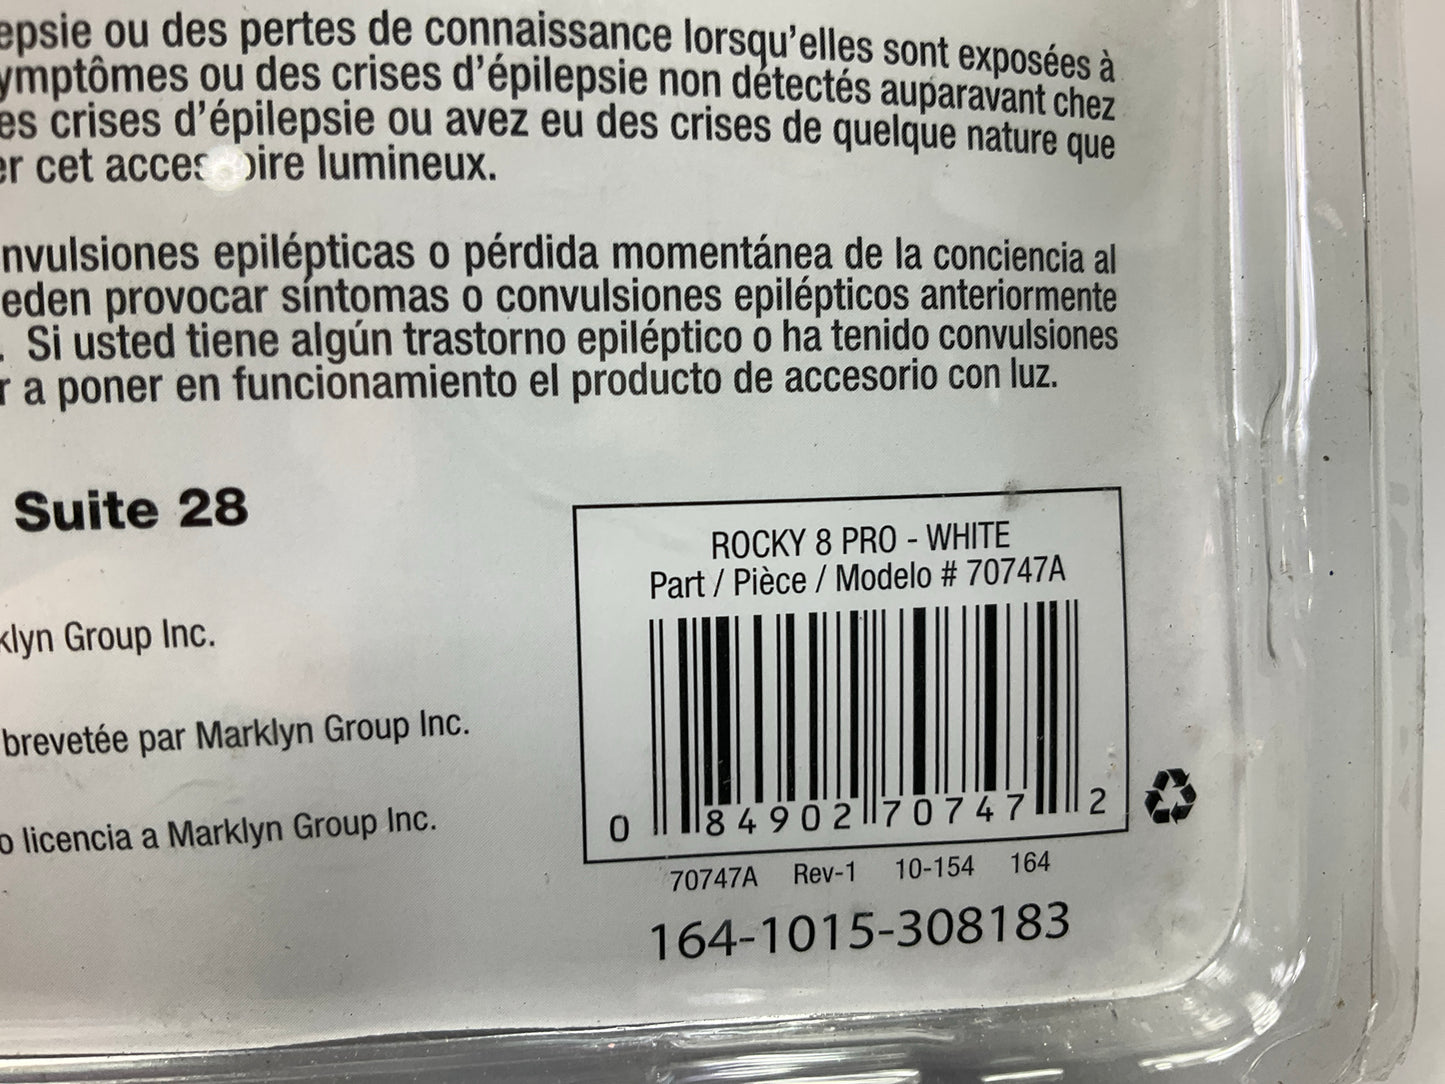 epsie ou des pertes de connaissance lorsqu'elles sont exposées à
ymptômes ou des crises d'épilepsie non détectés auparavant chez
es crises d'épilepsie ou avez eu des crises de quelque nature que
er cet accessoire lumineux.
nvulsiones epilépticas o pérdida momentánea de la conciencia al
eden provocar síntomas o convulsiones epilépticos anteriormente
. Si usted tiene algún trastorno epiléptico o ha tenido convulsiones
r a poner en funcionamiento el producto de accesorio con luz.
Suite 28
klyn Group Inc.
brevetée par Marklyn Group Inc.
o licencia a Marklyn Group Inc.
ROCKY 8 PRO - WHITE
Part / Pièce / Modelo # 70747A
0 84902 70747 2
70747A Rev-1 10-154 164
164-1015-308183